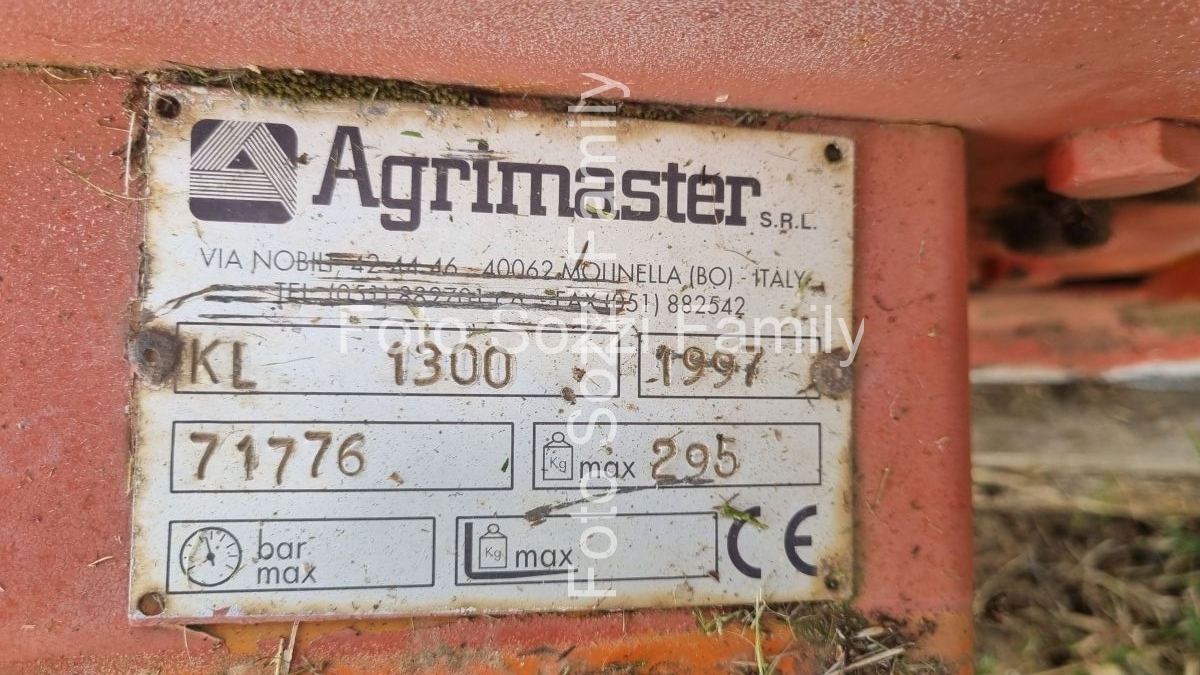 Agrimaster S.R.L.
VIA NOBILI, 42-44-46 - 40062 MOLINELLA (BO) - ITALY
TEL. (051) FAX (051) 882542
KL 1300 1997
71776 Kg max 295
bar max Kg max CE
Foto Sozzi Family
Foto Sozzi Family